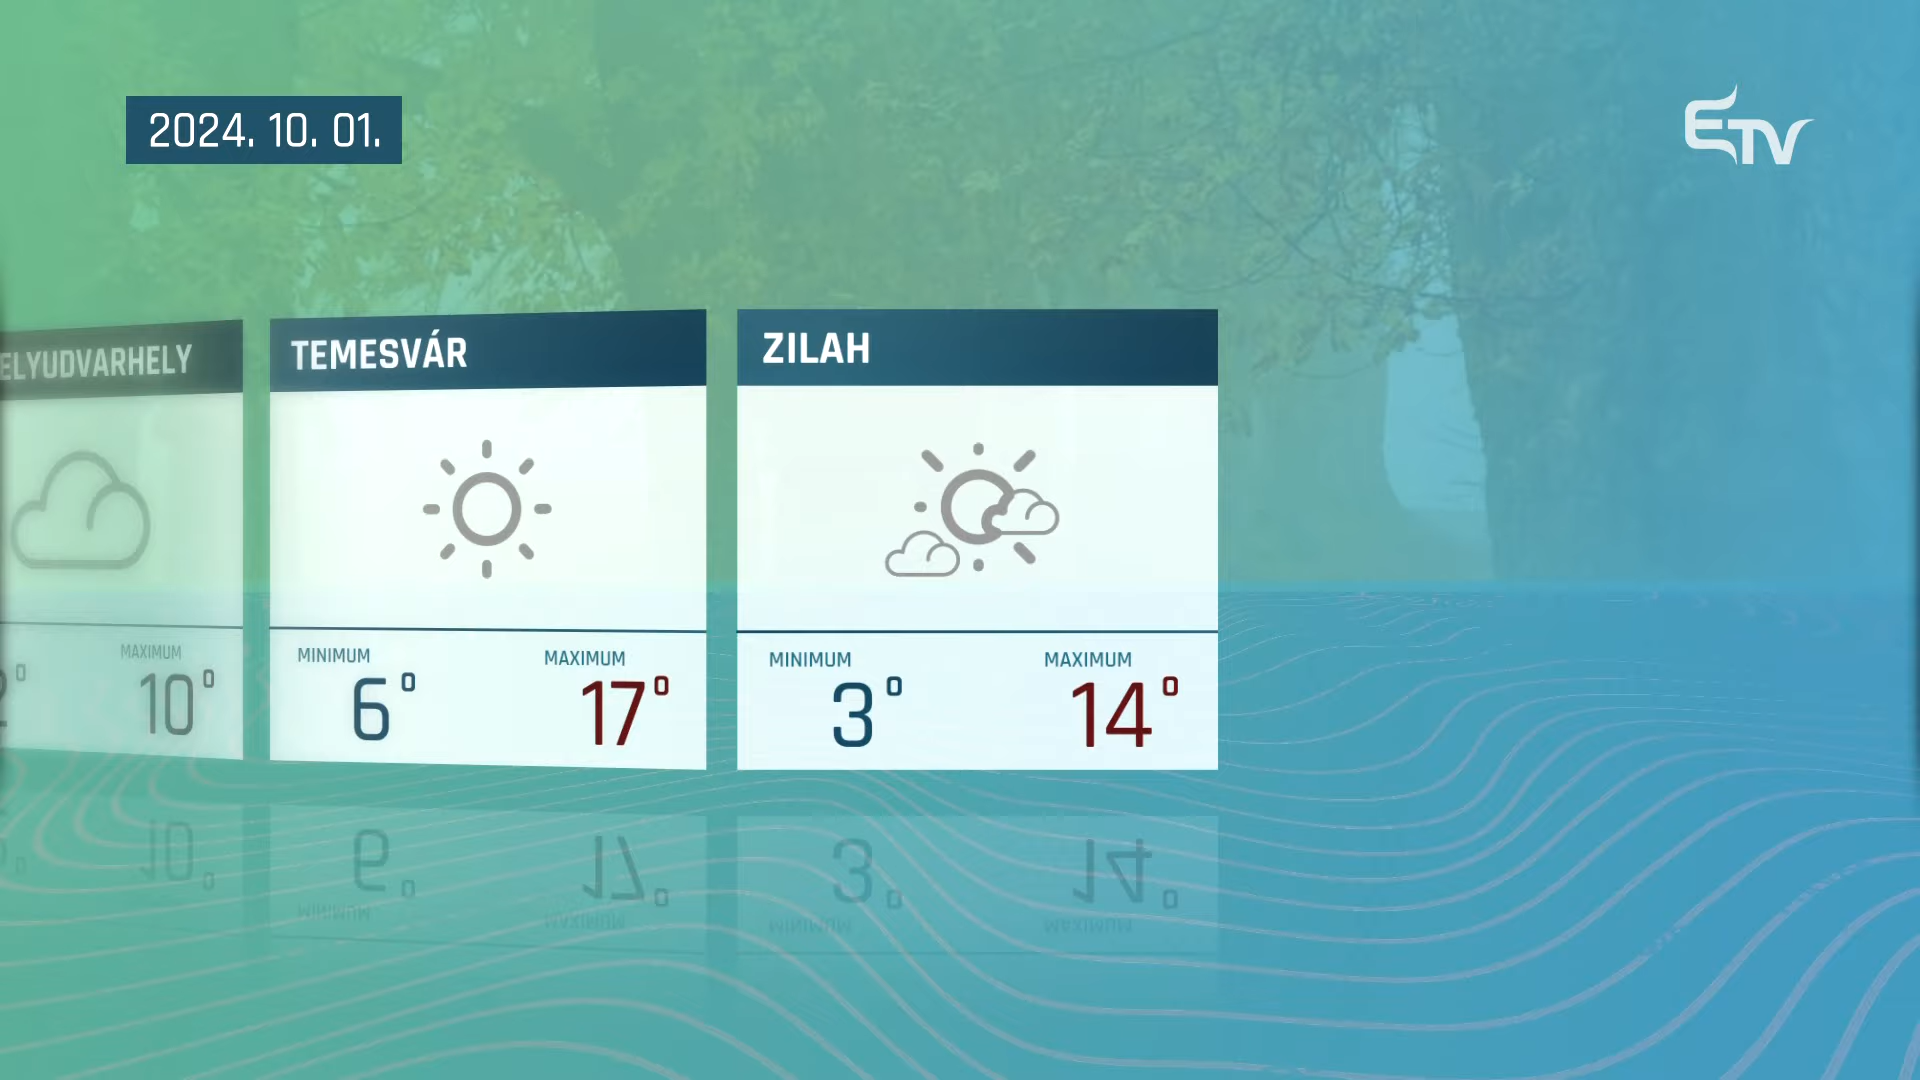 2024. 10. 01.
ETV
ELYUDVARHELY
MAXIMUM
10°
TEMESVÁR
MINIMUM
6°
MAXIMUM
17°
ZILAH
MINIMUM
3°
MAXIMUM
14°